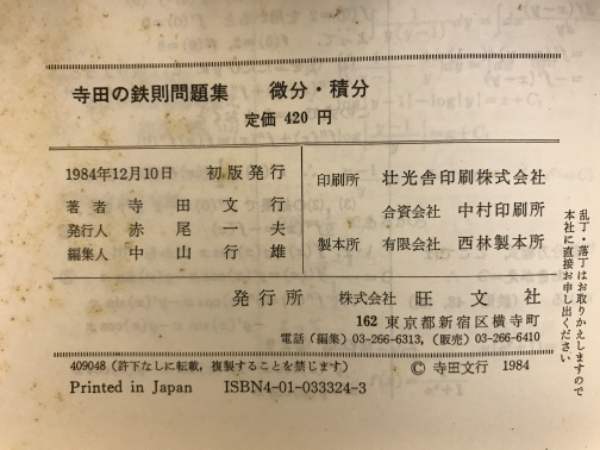 寺田の鉄則問題集 微分・積分
定価 420 円
1984年12月10日 初版発行
著者 寺田文行
発行人 赤尾一夫
編集人 中山行雄
印刷所 壮光舎印刷株式会社
合資会社 中村印刷所
製本所 有限会社 西林製本所
発行所 株式会社 旺文社
162 東京都新宿区横寺町
電話 (編集) 03-266-6313, (販売) 03-266-6410
409048 (許下なしに転載, 複製することを禁じます)
© 寺田文行 1984
Printed in Japan ISBN4-01-033324-3
乱丁・落丁はお取りかえしますので
本社に直接お申し出ください